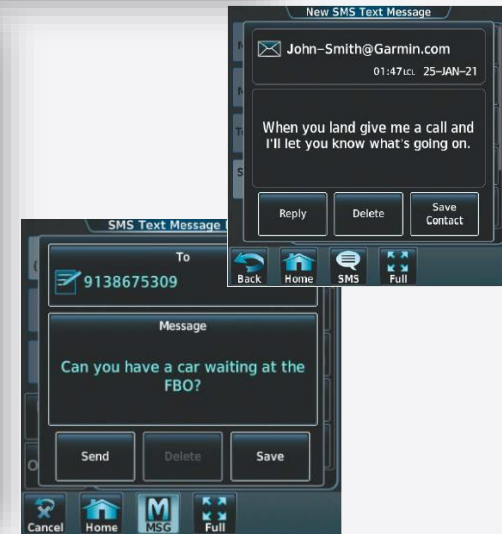 New SMS Text Message
John-Smith@Garmin.com
01:47LCL 25-JAN-21
When you land give me a call and
I'll let you know what's going on.
Reply
Delete
Save
Contact
Back
Home
SMS
Full
SMS Text Message
To
9138675309
Message
Can you have a car waiting at the
FBO?
Send
Delete
Save
Cancel
Home
MSG
Full